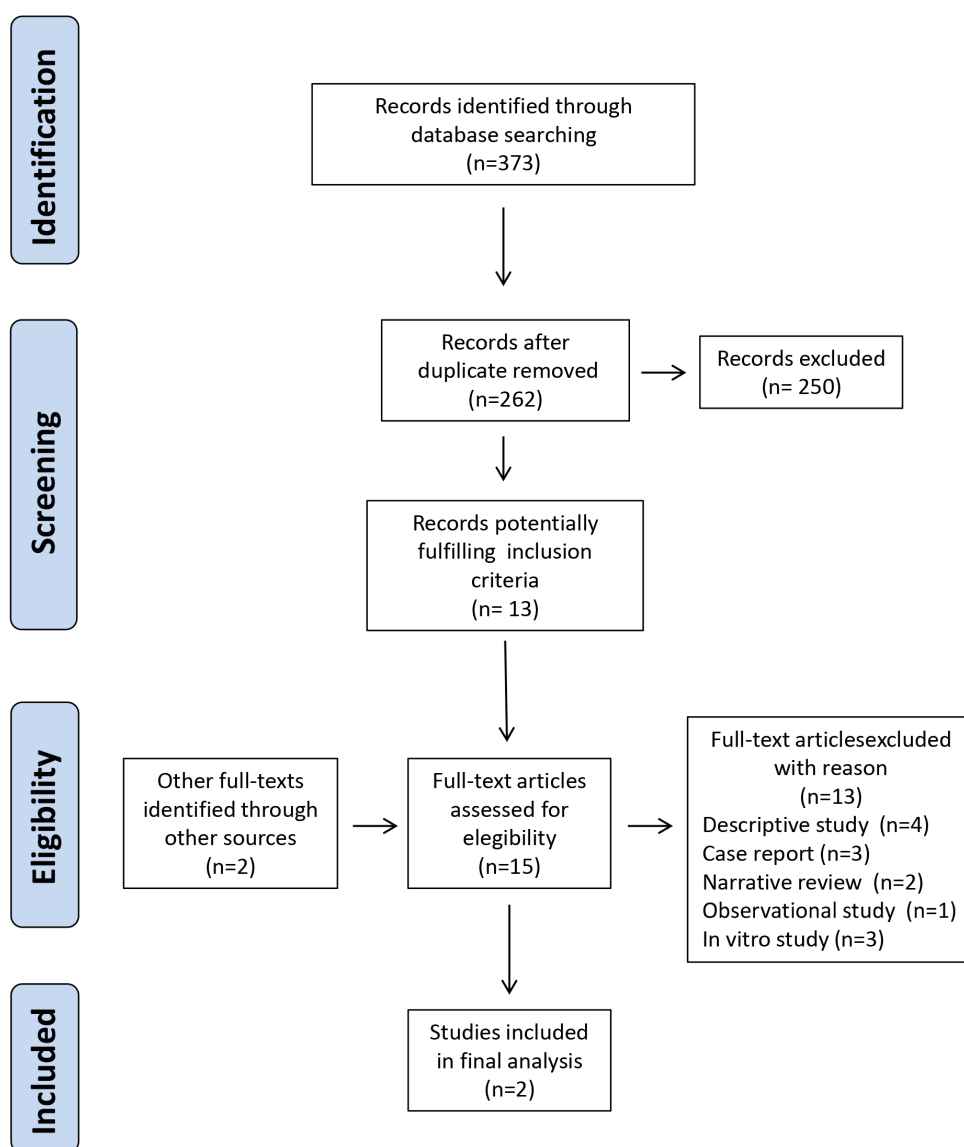 Identification
Records identified through
database searching
(n=373)
Screening
Records after
duplicate removed
(n=262)
Records excluded
(n= 250)
Records potentially
fulfilling  inclusion
criteria
(n= 13)
Eligibility
Other full-texts
identified through
other sources
(n=2)
Full-text articles
assessed for
elegibility
(n=15)
Full-text articlesexcluded
with reason
(n=13)
Descriptive study  (n=4)
Case report (n=3)
Narrative review  (n=2)
Observational study  (n=1)
In vitro study (n=3)
Included
Studies included
in final analysis
(n=2)